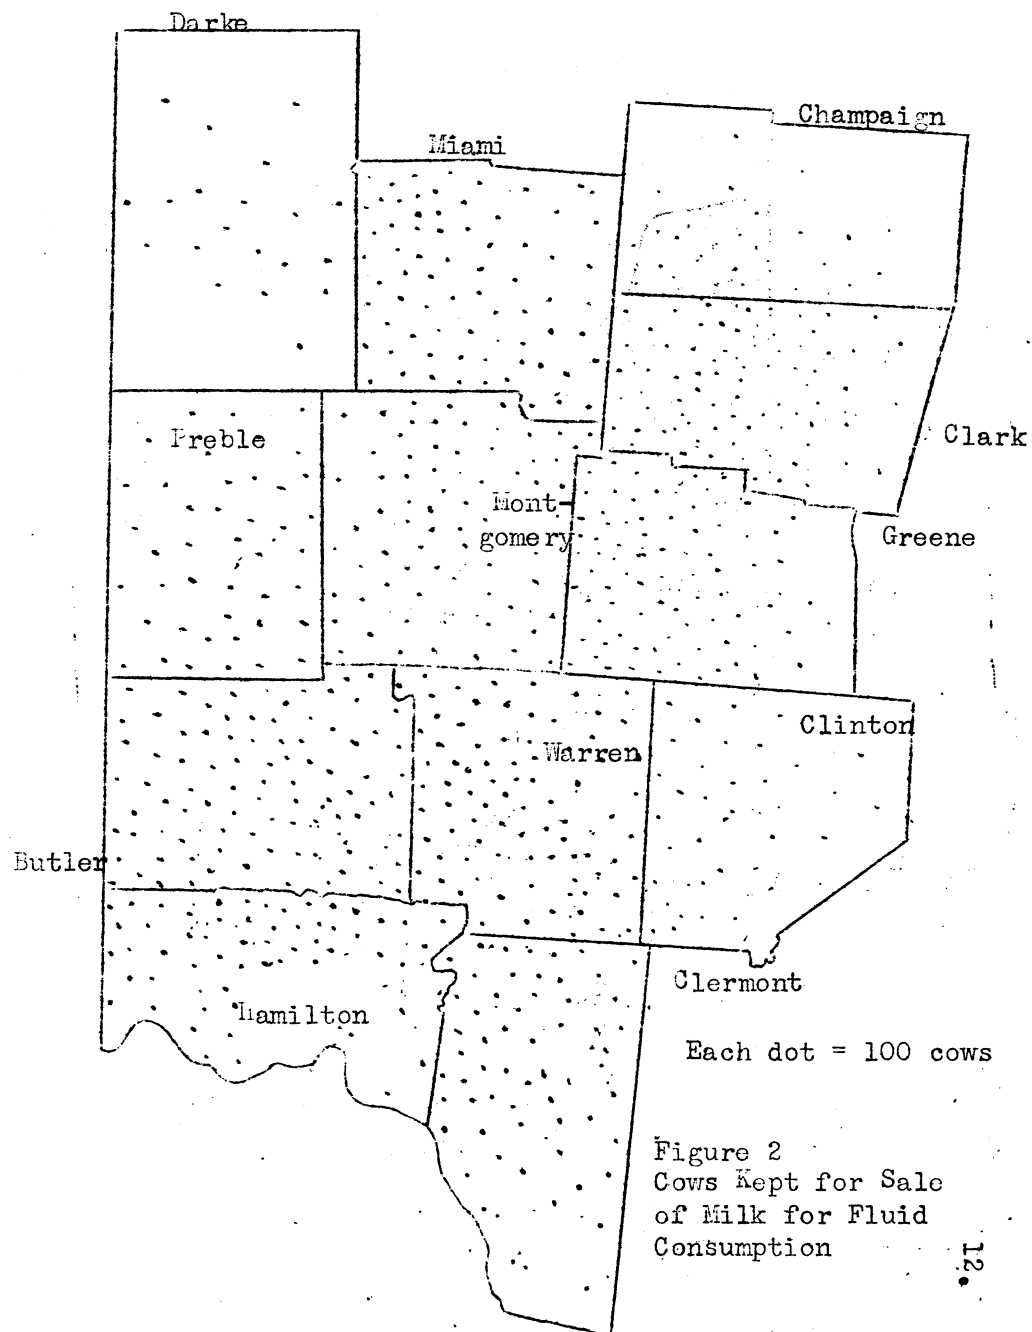 Darke
Champaign
Miami
Preble
Clark
Mont-
gomery
Greene
Clinton
Warren
Butler
Clermont
Hamilton
Each dot = 100 cows
Figure 2
Cows Kept for Sale
of Milk for Fluid
Consumption
12.